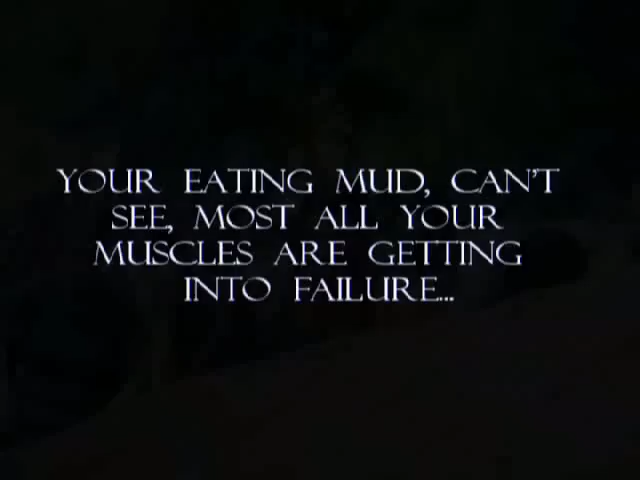 YOUR EATING MUD, CAN'T
SEE, MOST ALL YOUR
MUSCLES ARE GETTING
INTO FAILURE...